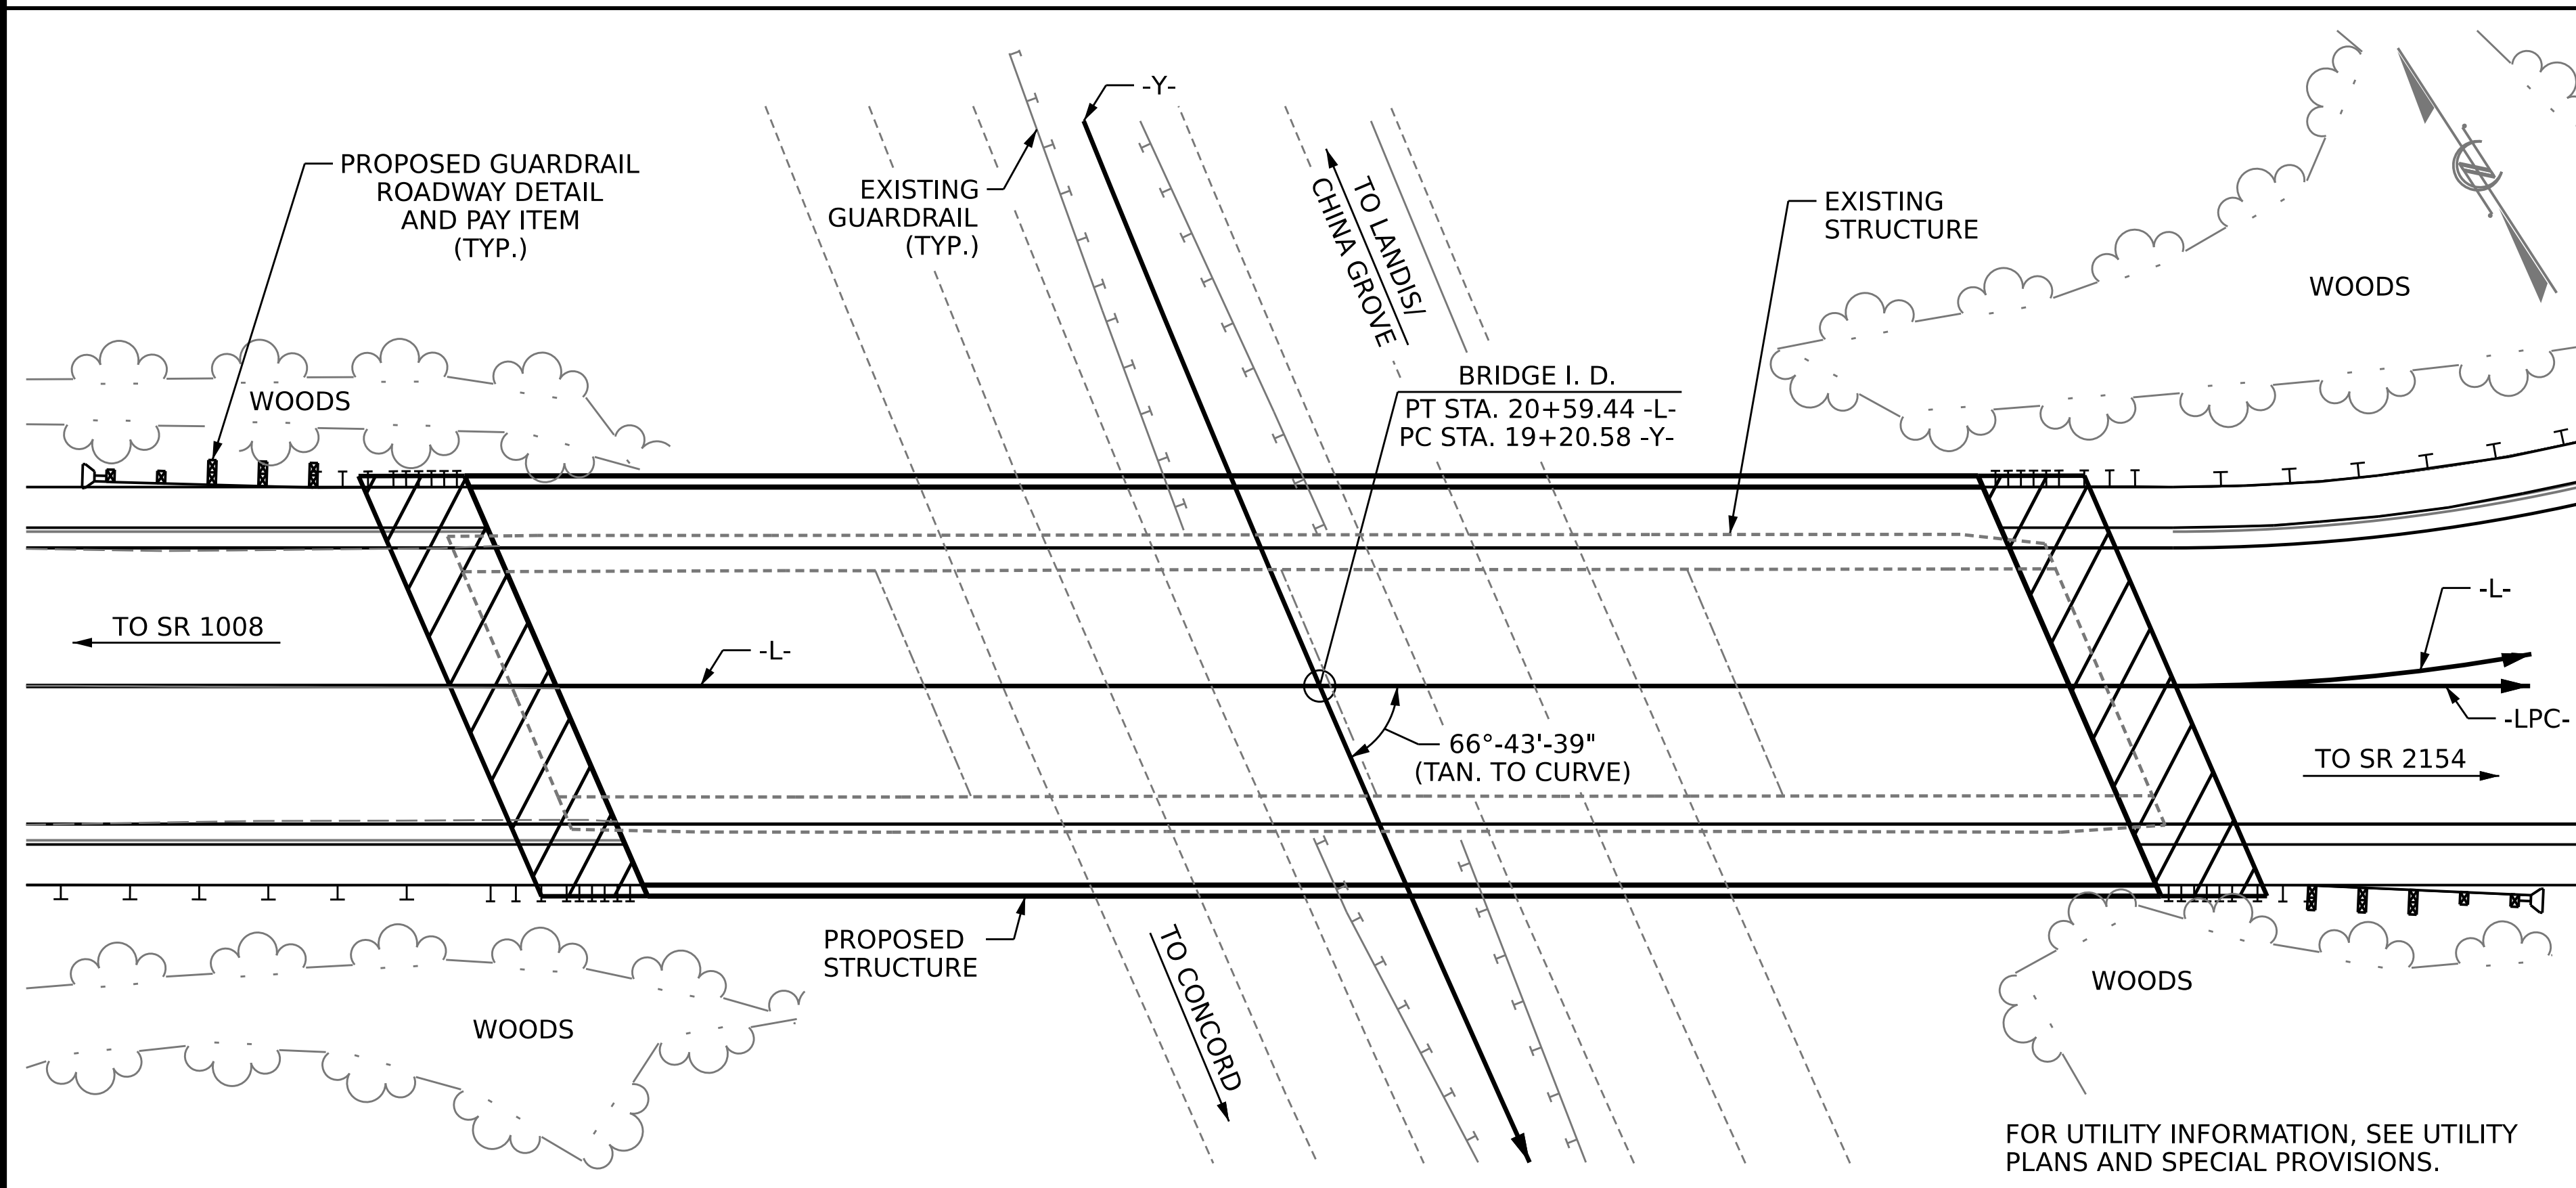 -Y-
PROPOSED GUARDRAIL
ROADWAY DETAIL
AND PAY ITEM
(TYP.)
EXISTING
GUARDRAIL
(TYP.)
TO LANDIS/
CHINA GROVE
EXISTING
STRUCTURE
WOODS
N
WOODS
BRIDGE I. D.
PT STA. 20+59.44 -L-
PC STA. 19+20.58 -Y-
TO SR 1008
-L-
-L-
-LPC-
66°-43'-39"
(TAN. TO CURVE)
TO SR 2154
PROPOSED
STRUCTURE
TO CONCORD
WOODS
WOODS
FOR UTILITY INFORMATION, SEE UTILITY
PLANS AND SPECIAL PROVISIONS.